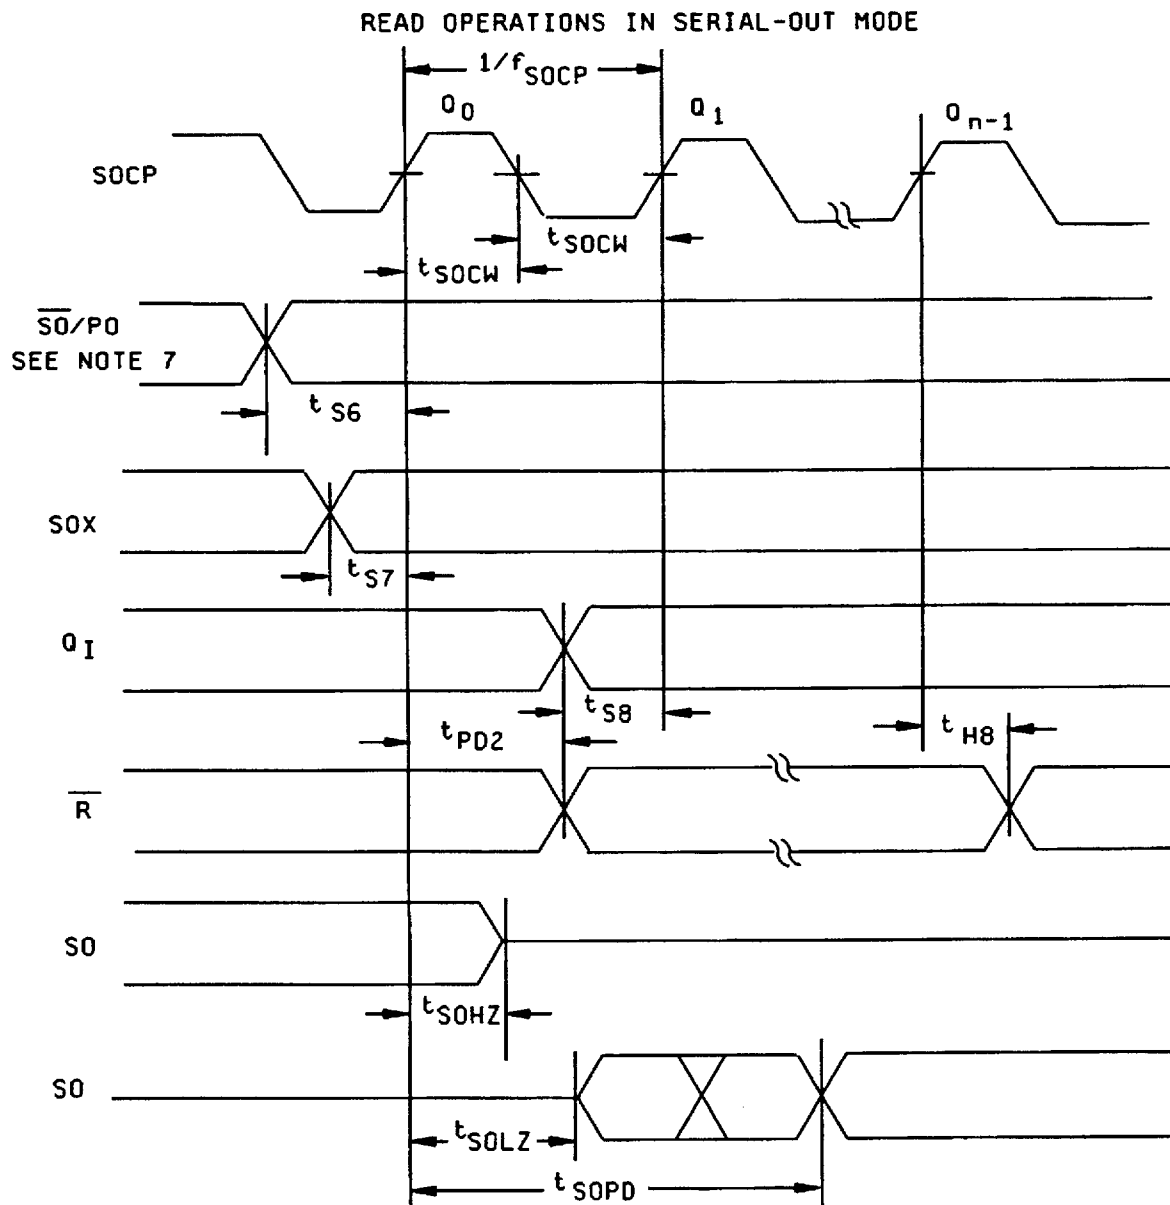 READ OPERATIONS IN SERIAL-OUT MODE
1/fSOCP
Q0
Q1
Qn-1
SOCP
tSOCW
tSOCW
S̅O̅/PO
SEE NOTE 7
tS6
SOX
tS7
QI
tS8
tPD2
tH8
R̅
SO
tSOHZ
SO
tSOLZ
tSOPD